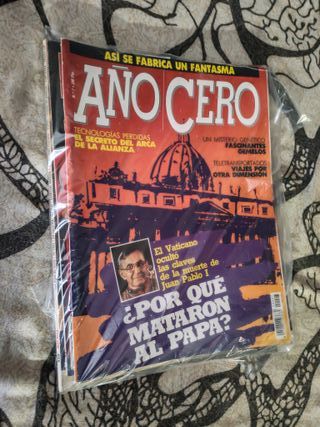 ASÍ SE FABRICA UN FANTASMA
AÑO CERO
TECNOLOGÍAS PERDIDAS
EL SECRETO DEL ARCA
DE LA ALIANZA
UN MISTERIO GENÉTICO
FASCINANTES
GEMELOS
TELETRANSPORTADOS
VIAJES POR
OTRA DIMENSIÓN
El Vaticano
ocultó
las claves
de la muerte de
Juan Pablo I
¿POR QUÉ
MATARON
AL PAPA?